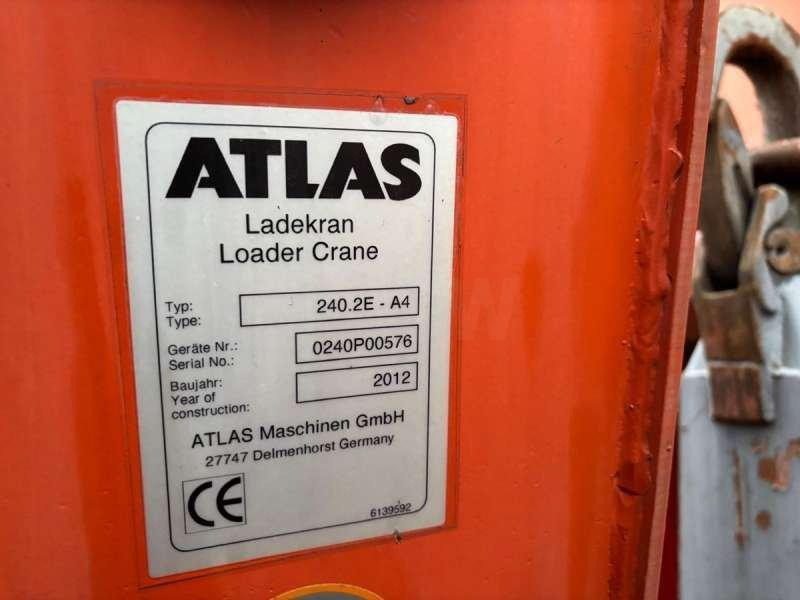 ATLAS
Ladekran
Loader Crane
Typ: 240.2E - A4
Type:
Geräte Nr.: 0240P00576
Serial No.:
Baujahr: 2012
Year of
construction:
ATLAS Maschinen GmbH
27747 Delmenhorst Germany
CE
6139592